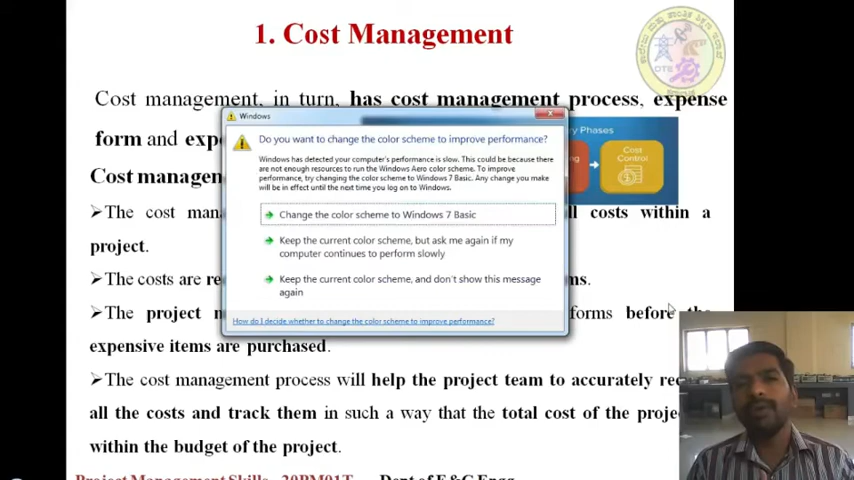 1. Cost Management
Cost management, in turn, has cost management process, expense
form and
Windows
Do you want to change the color scheme to improve performance?
Windows has detected your computer's performance is slow. This could be because there
are not enough resources to run the Windows Aero color scheme. To improve
performance, try changing the color scheme to Windows 7 Basic. Any change you make
will be in effect until the next time you log on to Windows.
Change the color scheme to Windows 7 Basic
Keep the current color scheme, but ask me again if my
computer continues to perform slowly
Keep the current color scheme, and don't show this message
again
How do I decide whether to change the color scheme to improve performance?
Phases
Cost
Control
Cost
➢The cost costs within a
project.
➢The costs are
➢The project forms before the
expensive items are purchased.
➢The cost management process will help the project team to accurately
all the costs and track them in such a way that the total cost of the
within the budget of the project.
Project Management Skills - 20PM01T Dept of E&C Engg
DTE